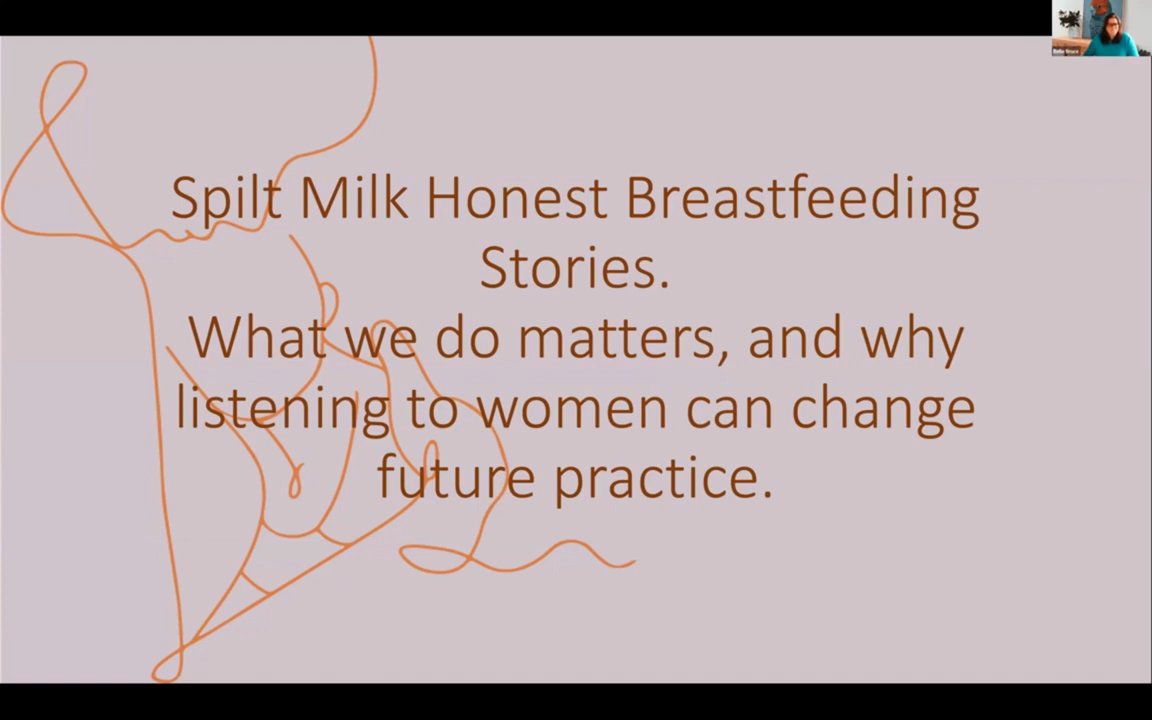 Spilt Milk Honest Breastfeeding
Stories.
What we do matters, and why
listening to women can change
future practice.